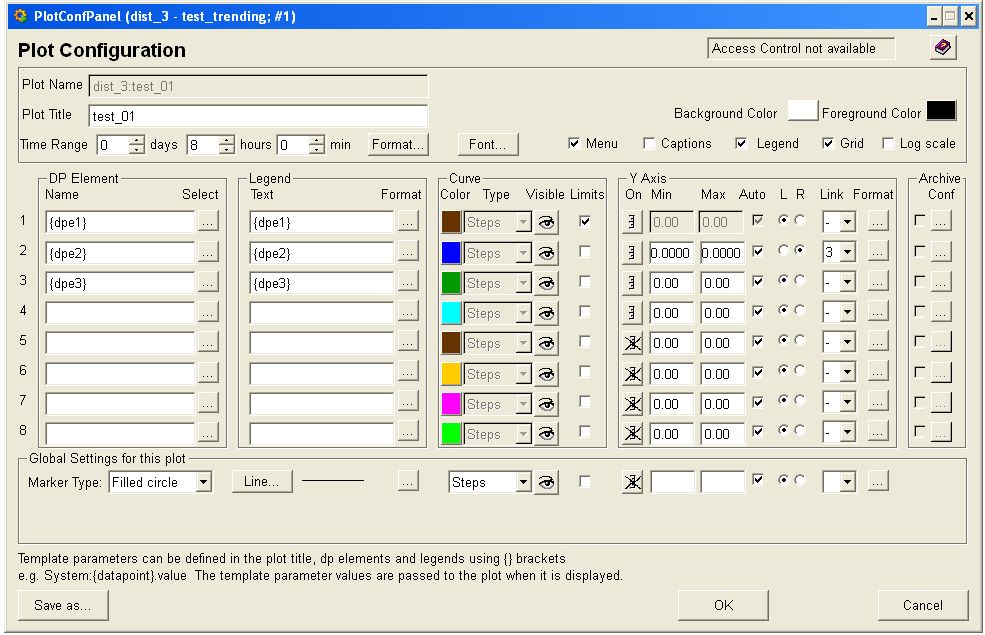 PlotConfPanel (dist_3 - test_trending; #1)
Plot Configuration
Access Control not available
Plot Name dist_3:test_01
Plot Title test_01
Background Color Foreground Color
Time Range 0 days 8 hours 0 min Format... Font... Menu Captions Legend Grid Log scale
DP Element Legend Curve Y Axis Archive
Name Select Text Format Color Type Visible Limits On Min Max Auto L R Link Format Conf
1 {dpe1} ... {dpe1} ... Steps 0.00 0.00 - ... ...
2 {dpe2} ... {dpe2} ... Steps 0.0000 0.0000 3 ... ...
3 {dpe3} ... {dpe3} ... Steps 0.00 0.00 - ... ...
4 ... ... Steps 0.00 0.00 - ... ...
5 ... ... Steps 0.00 0.00 - ... ...
6 ... ... Steps 0.00 0.00 - ... ...
7 ... ... Steps 0.00 0.00 - ... ...
8 ... ... Steps 0.00 0.00 - ... ...
Global Settings for this plot
Marker Type: Filled circle Line... ... Steps ...
Template parameters can be defined in the plot title, dp elements and legends using {} brackets
e.g. System:{datapoint}.value The template parameter values are passed to the plot when it is displayed.
Save as... OK Cancel